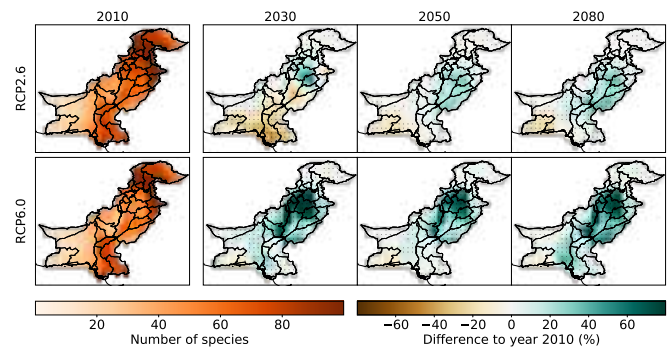 2010 2030 2050 2080
RCP2.6
RCP6.0
20 40 60 80
−60 −40 −20 0 20 40 60
Number of species
Difference to year 2010 (%)